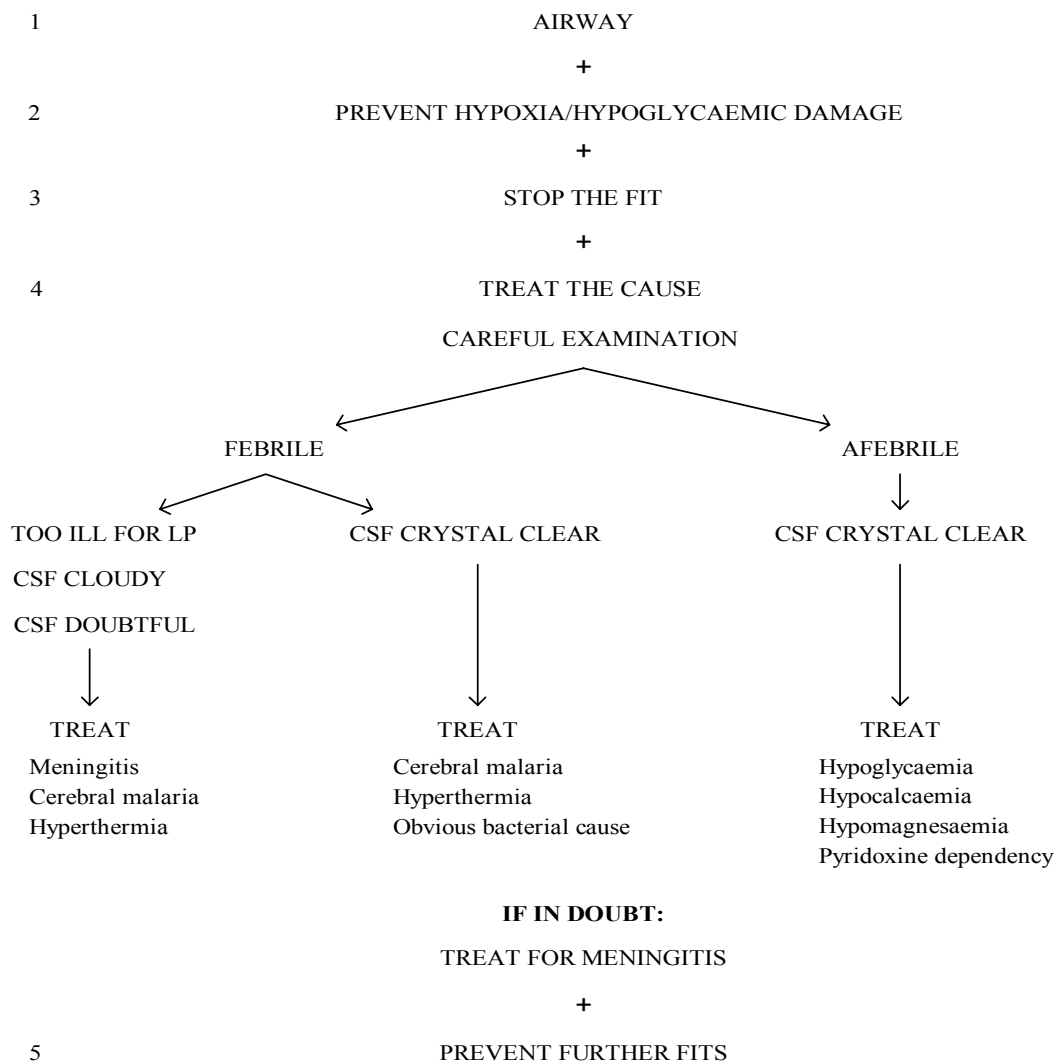 1 AIRWAY
+
2 PREVENT HYPOXIA/HYPOGLYCAEMIC DAMAGE
+
3 STOP THE FIT
+
4 TREAT THE CAUSE
CAREFUL EXAMINATION
FEBRILE AFEBRILE
TOO ILL FOR LP CSF CRYSTAL CLEAR CSF CRYSTAL CLEAR
CSF CLOUDY
CSF DOUBTFUL
TREAT TREAT TREAT
Meningitis Cerebral malaria Hypoglycaemia
Cerebral malaria Hyperthermia Hypocalcaemia
Hyperthermia Obvious bacterial cause Hypomagnesaemia
Pyridoxine dependency
IF IN DOUBT:
TREAT FOR MENINGITIS
+
5 PREVENT FURTHER FITS